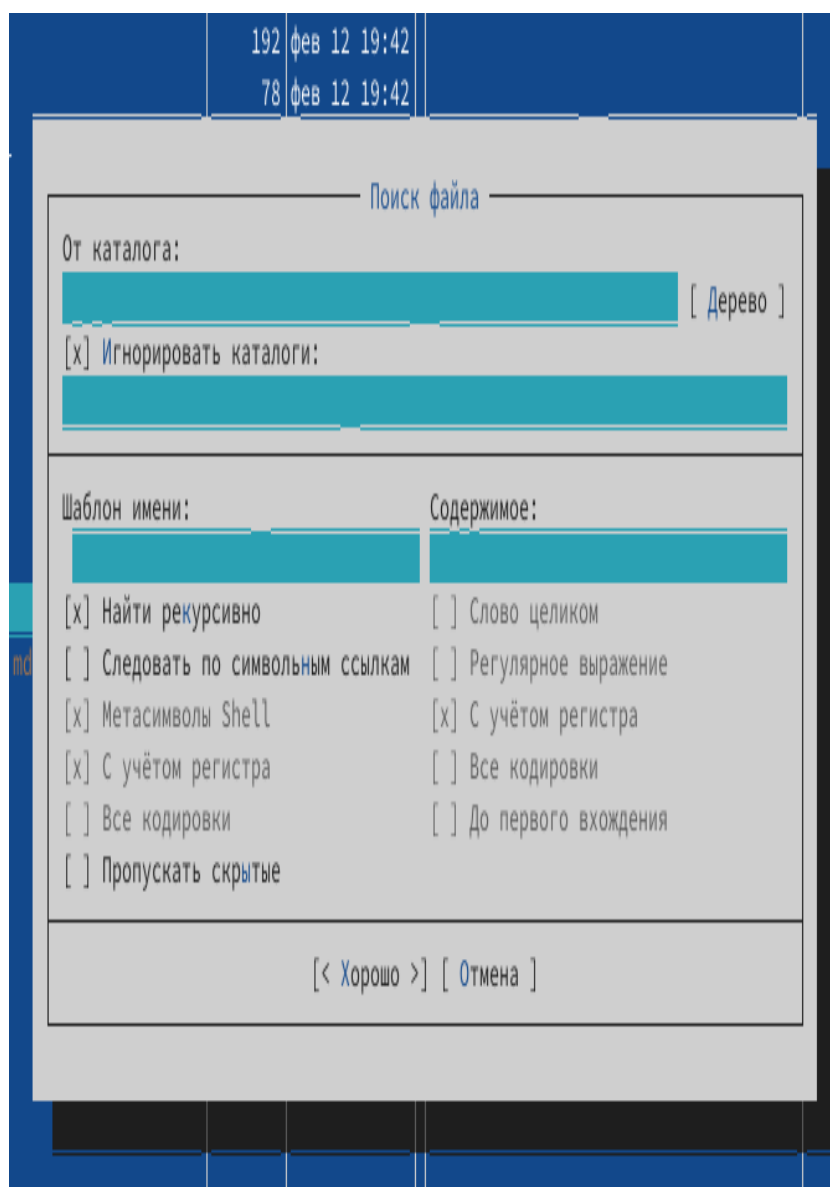 192 фев 12 19:42
78 фев 12 19:42
Поиск файла
От каталога:
[ Дерево ]
[x] Игнорировать каталоги:
Шаблон имени: Содержимое:
[x] Найти рекурсивно [ ] Слово целиком
md [ ] Следовать по символьным ссылкам [ ] Регулярное выражение
[x] Метасимволы Shell [x] С учётом регистра
[x] С учётом регистра [ ] Все кодировки
[ ] Все кодировки [ ] До первого вхождения
[ ] Пропускать скрытые
[< Хорошо >] [ Отмена ]